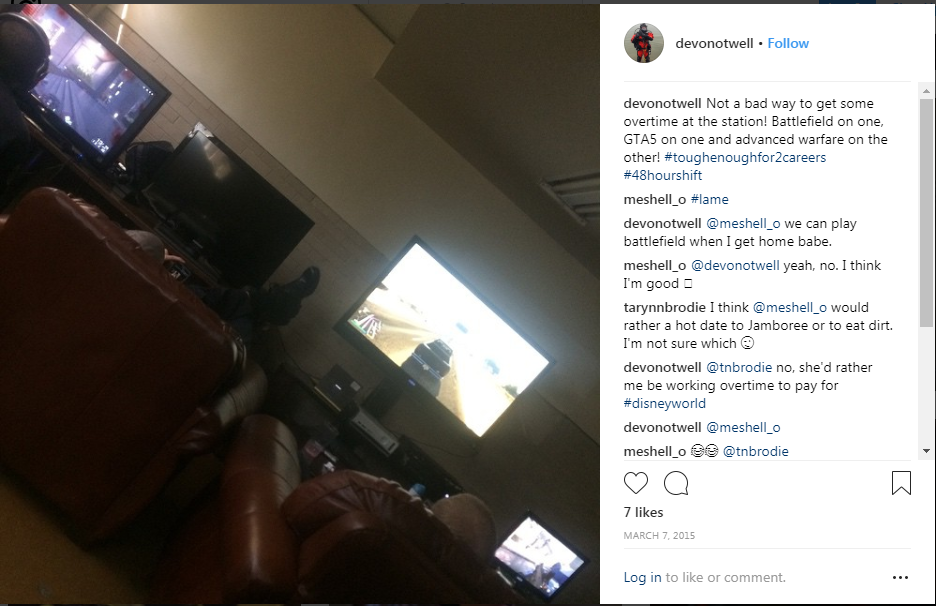 devonotwell • Follow
devonotwell Not a bad way to get some
overtime at the station! Battlefield on one,
GTA5 on one and advanced warfare on the
other! #toughenoughfor2careers
#48hourshift
meshell_o #lame
devonotwell @meshell_o we can play
battlefield when I get home babe.
meshell_o @devonotwell yeah, no. I think
I'm good
tarynnbrodie I think @meshell_o would
rather a hot date to Jamboree or to eat dirt.
I'm not sure which
devonotwell @tnbrodie no, she'd rather
me be working overtime to pay for
#disneyworld
devonotwell @meshell_o
meshell_o @tnbrodie
7 likes
MARCH 7, 2015
Log in to like or comment.